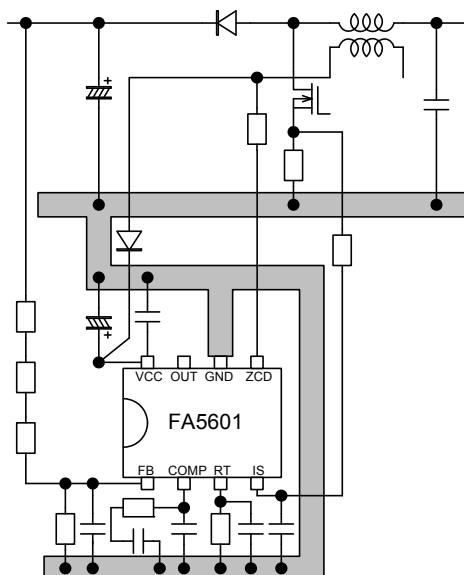 +
+
VCC OUT GND ZCD
FA5601
FB COMP RT IS